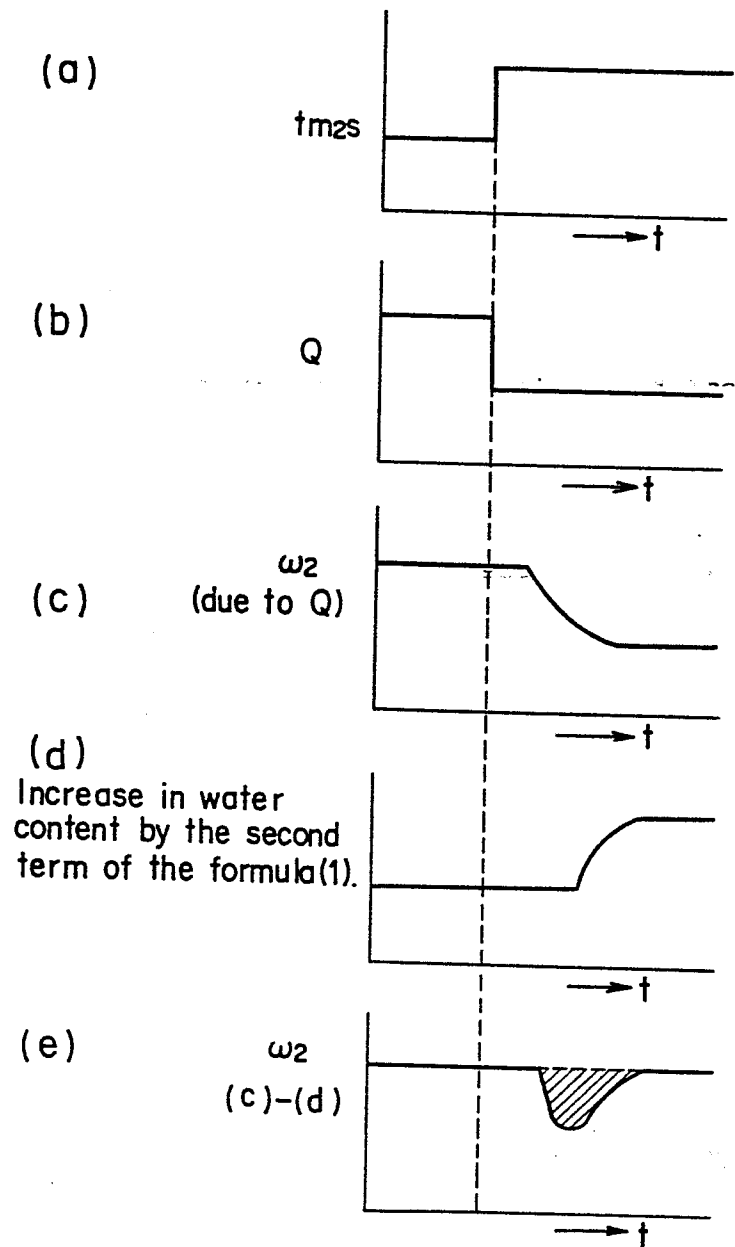 (a)
tm2s
t
(b)
Q
t
(c)
ω2
(due to Q)
t
(d)
Increase in water
content by the second
term of the formula(1).
t
(e)
ω2
(c)-(d)
t